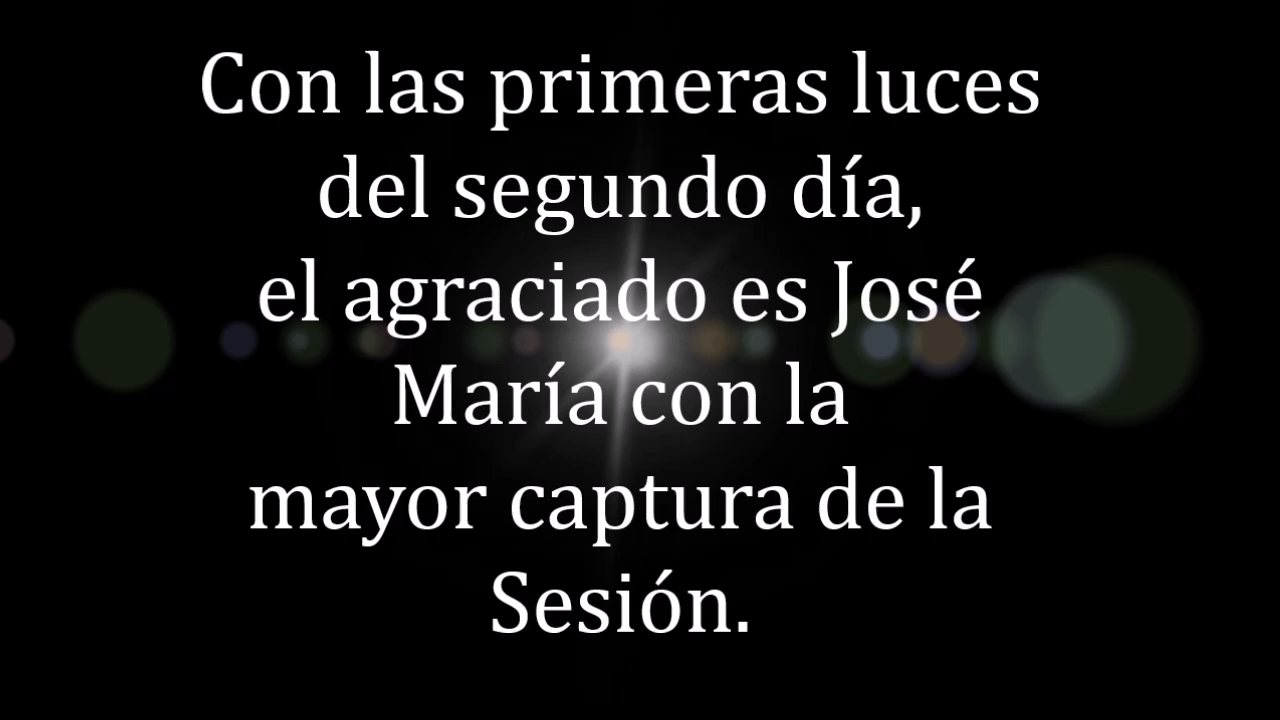 Con las primeras luces
del segundo día,
el agraciado es José
María con la
mayor captura de la
Sesión.